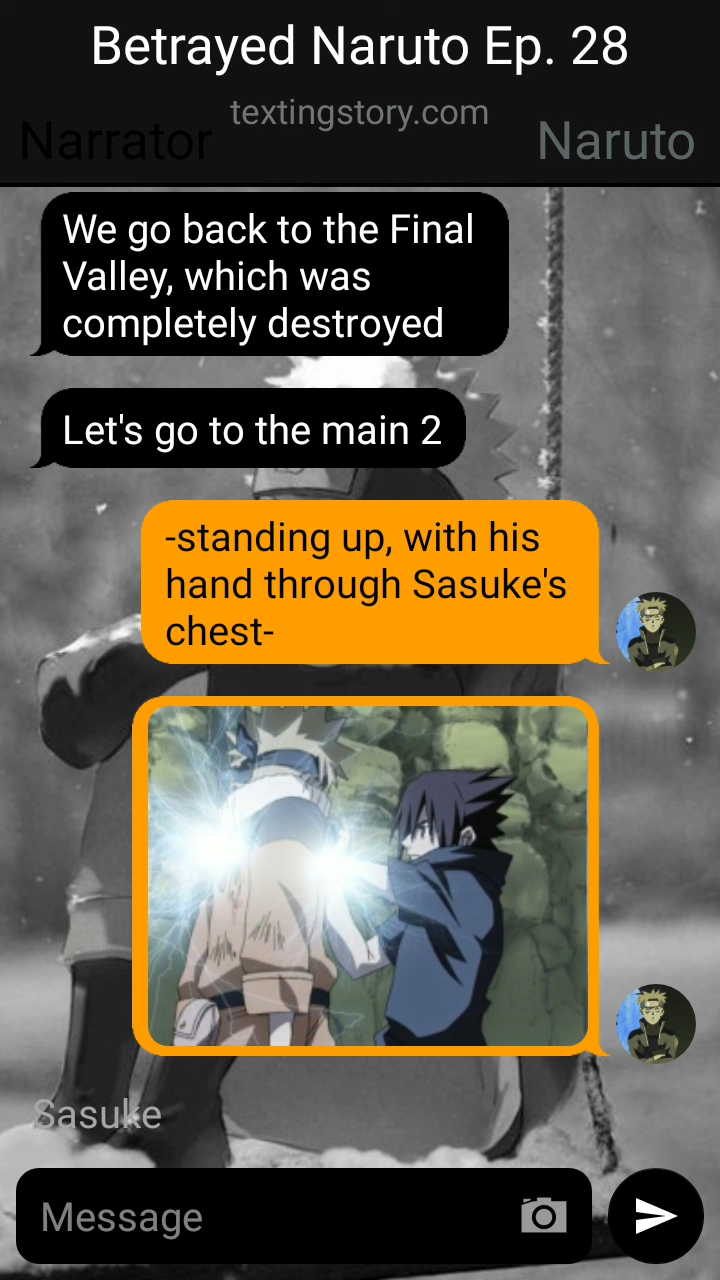 Betrayed Naruto Ep. 28
textingstory.com
Narrator
Naruto
We go back to the Final
Valley, which was
completely destroyed
Let's go to the main 2
-standing up, with his
hand through Sasuke's
chest-
Sasuke
Message